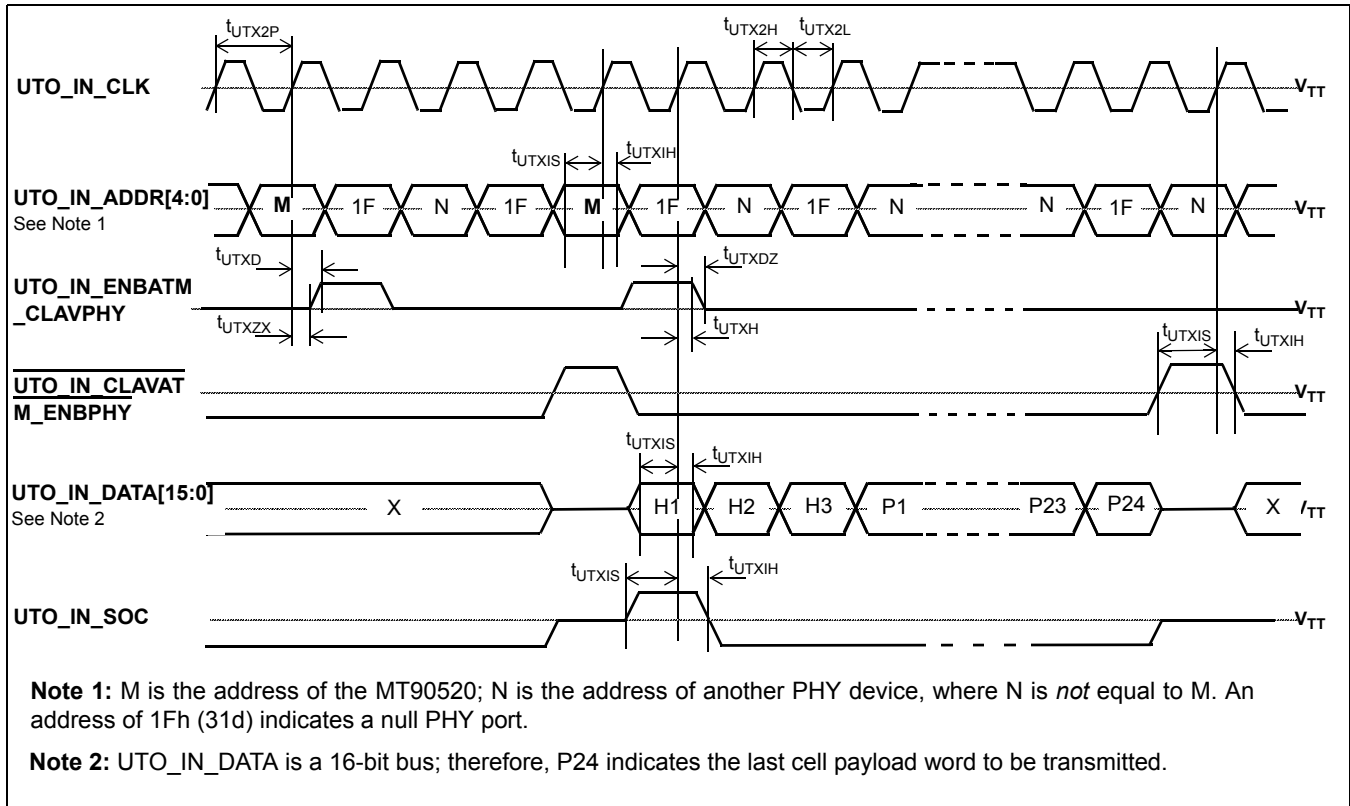 tUTX2P tUTX2H tUTX2L
UTO_IN_CLK VTT
tUTXIS tUTXIH
UTO_IN_ADDR[4:0] M 1F N 1F M 1F N 1F N N 1F N VTT
See Note 1
tUTXD tUTXDZ
UTO_IN_ENBATM
_CLAVPHY VTT
tUTXZX tUTXH tUTXIS tUTXIH
UTO_IN_CLAVAT
M_ENBPHY VTT
tUTXIS tUTXIH
UTO_IN_DATA[15:0] X H1 H2 H3 P1 P23 P24 X TT
See Note 2
tUTXIS tUTXIH
UTO_IN_SOC VTT
Note 1: M is the address of the MT90520; N is the address of another PHY device, where N is not equal to M. An
address of 1Fh (31d) indicates a null PHY port.
Note 2: UTO_IN_DATA is a 16-bit bus; therefore, P24 indicates the last cell payload word to be transmitted.